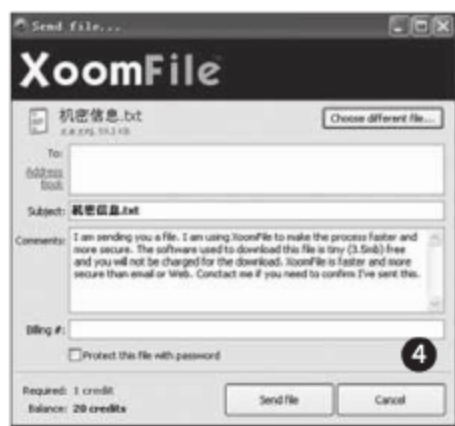 Send file...
XoomFile
机密信息.txt
Choose different file...
To:
Address
Book
Subject: 机密信息.txt
Comments: I am sending you a file. I am using XoomFile to make the process faster and
more secure. The software used to download this file is tiny (3.5mb) free
and you will not be charged for the download. XoomFile is faster and more
secure than email or Web. Conctact me if you need to confirm I've sent this.
Billing #:
Protect this file with password
4
Required: 1 credit
Balance: 20 credits
Send file
Cancel